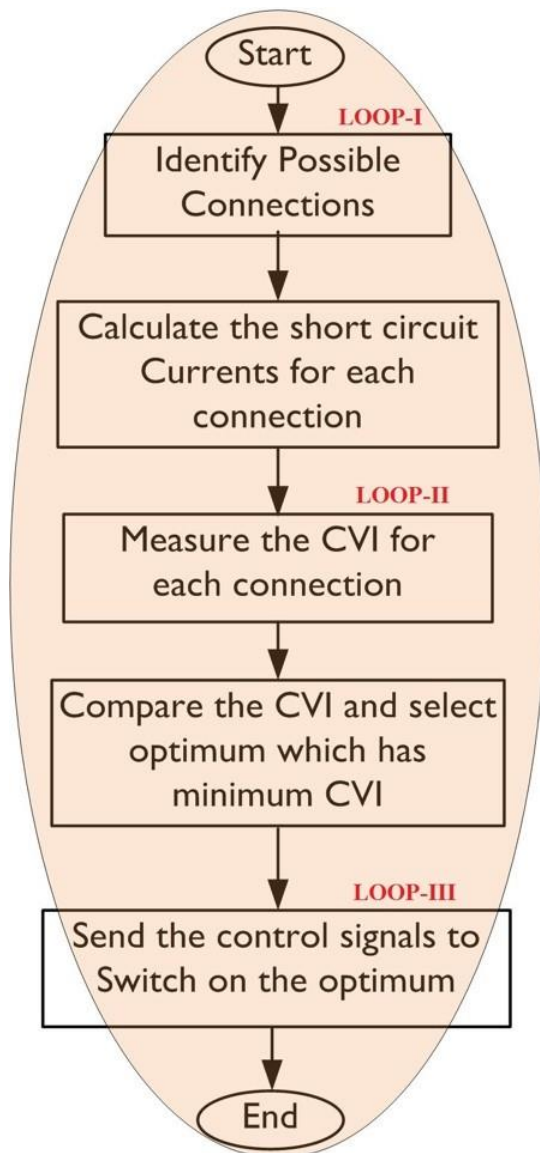 Start
LOOP-I
Identify Possible
Connections
Calculate the short circuit
Currents for each
connection
LOOP-II
Measure the CVI for
each connection
Compare the CVI and select
optimum which has
minimum CVI
LOOP-III
Send the control signals to
Switch on the optimum
End